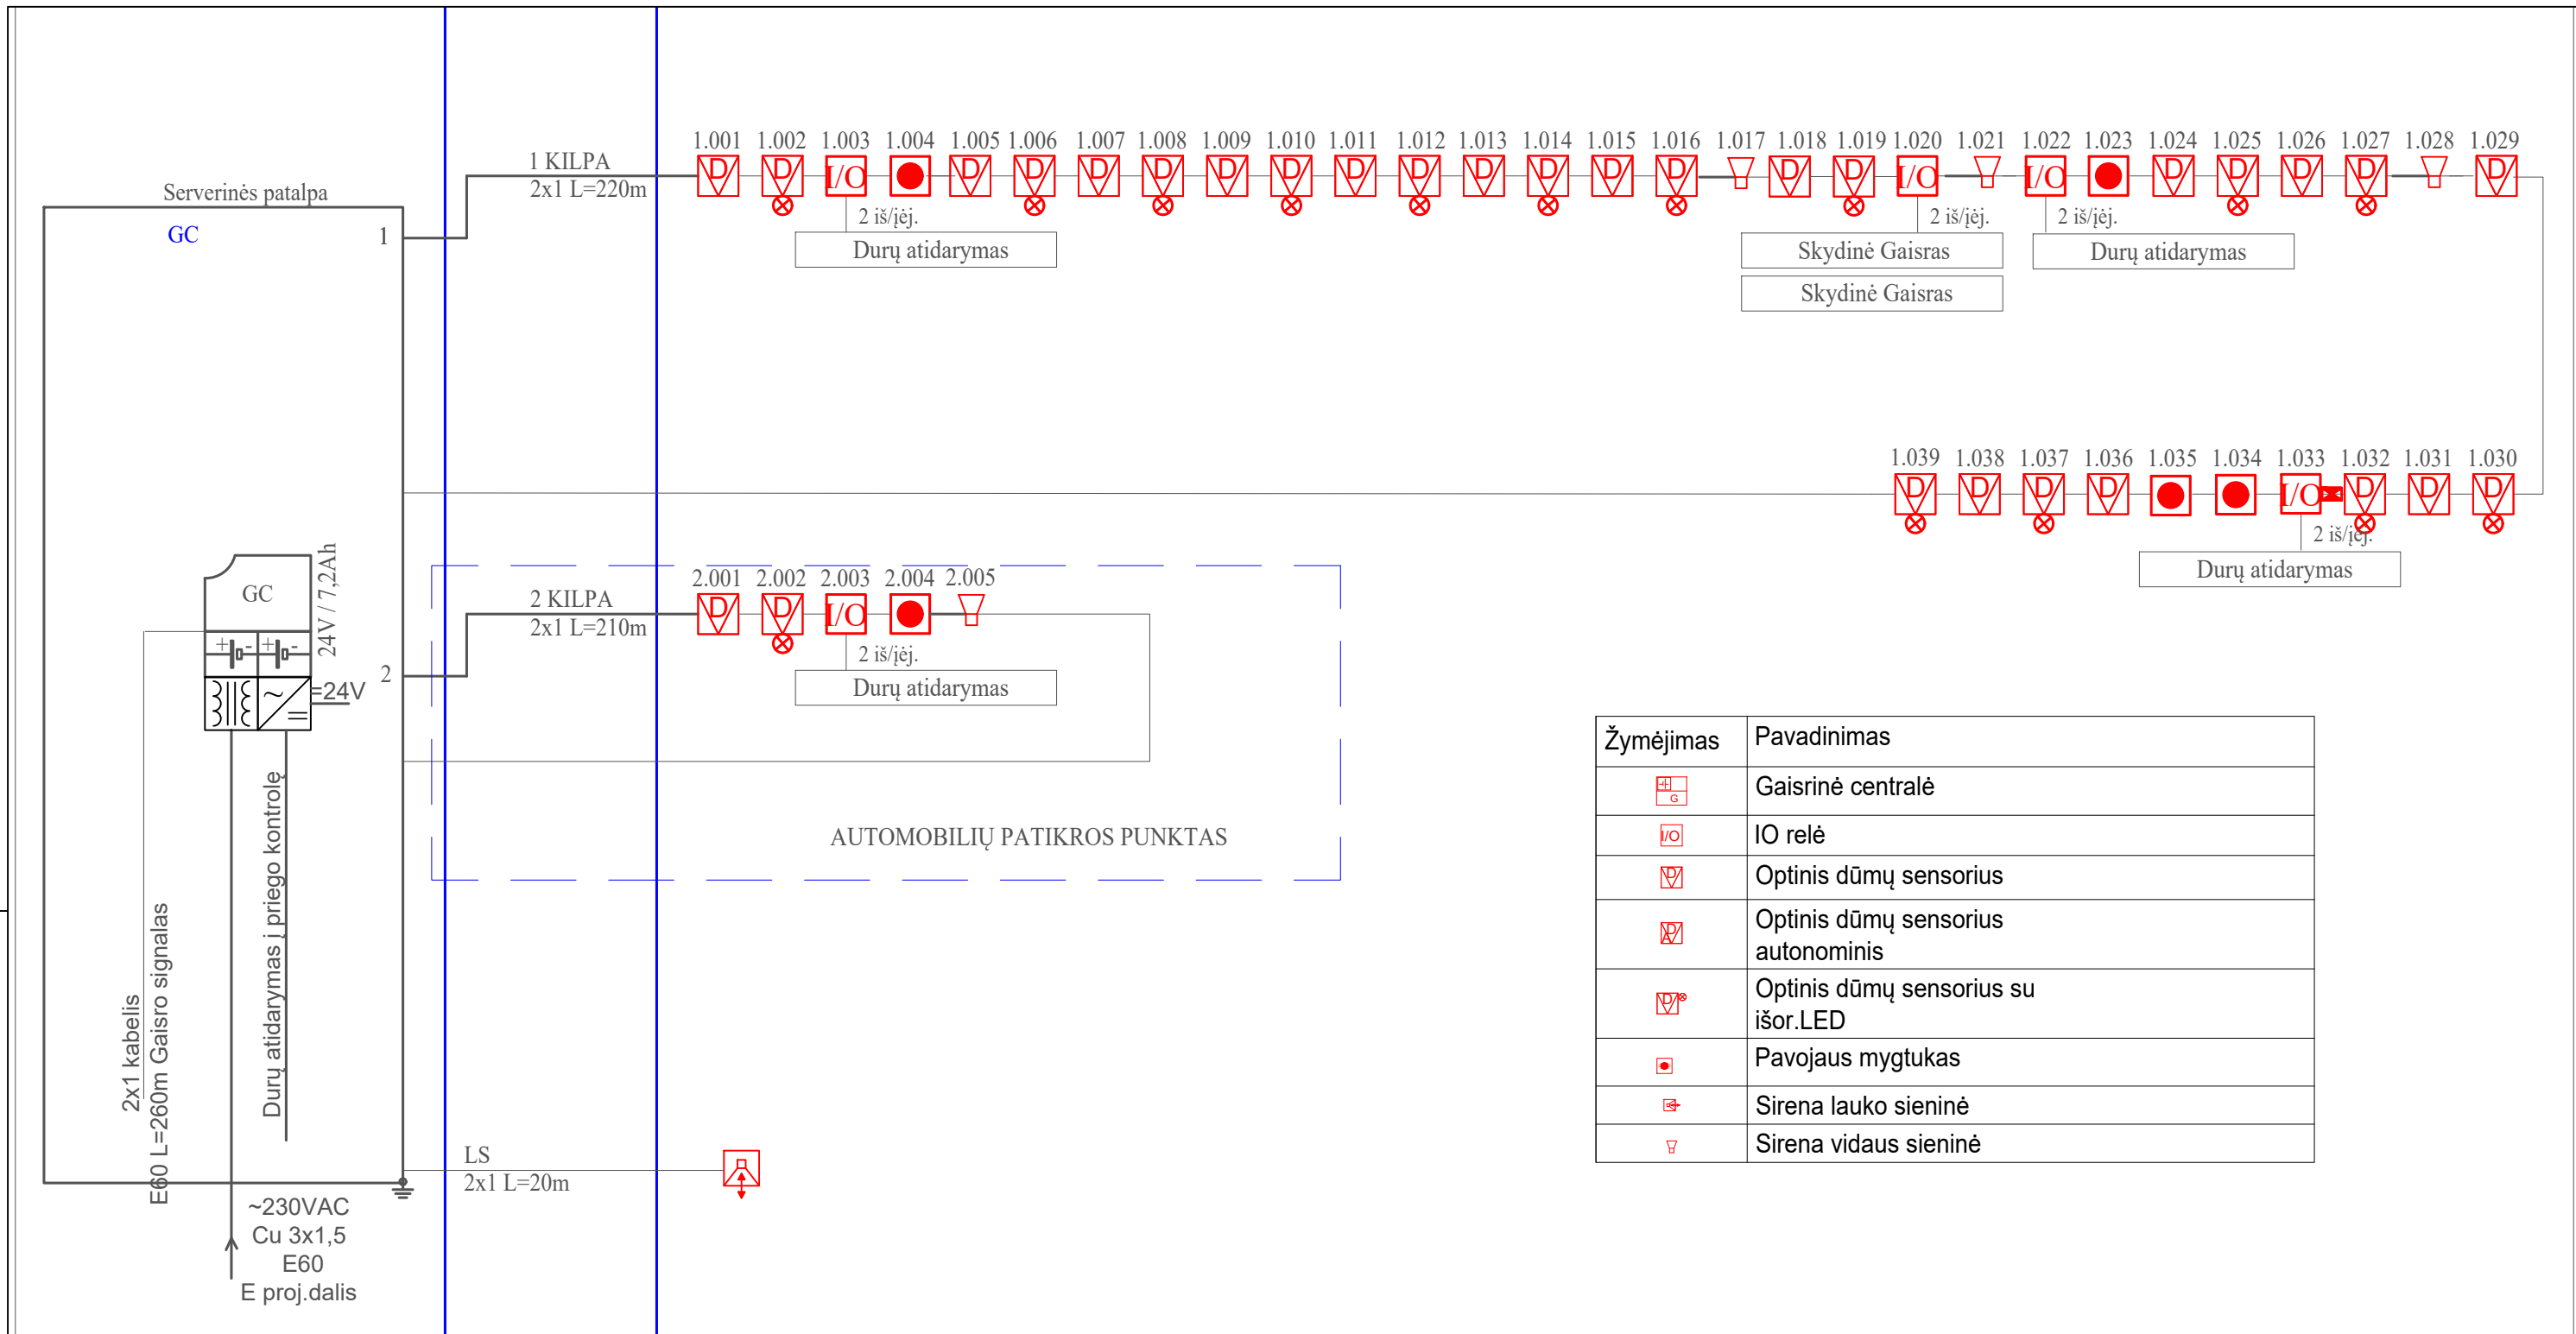 Serverinės patalpa
GC
1
1 KILPA
2x1 L=220m
1.001 1.002 1.003 1.004 1.005 1.006 1.007 1.008 1.009 1.010 1.011 1.012 1.013 1.014 1.015 1.016 1.017 1.018 1.019 1.020 1.021 1.022 1.023 1.024 1.025 1.026 1.027 1.028 1.029
D D I/O D D D D D D D D D D D D D D I/O I/O D D D D D
2 iš/įėj.
Durų atidarymas
2 iš/įėj.
Skydinė Gaisras
Skydinė Gaisras
2 iš/įėj.
Durų atidarymas
1.039 1.038 1.037 1.036 1.035 1.034 1.033 1.032 1.031 1.030
D D D D I/O D D D
2 iš/įėj.
Durų atidarymas
GC
24V / 7,2Ah
+ - + -
=24V
2
2 KILPA
2x1 L=210m
2.001 2.002 2.003 2.004 2.005
D D I/O
2 iš/įėj.
Durų atidarymas
AUTOMOBILIŲ PATIKROS PUNKTAS
2x1 kabelis
E60 L=260m Gaisro signalas
Durų atidarymas į priego kontrolę
LS
2x1 L=20m
~230VAC
Cu 3x1,5
E60
E proj.dalis
Žymėjimas Pavadinimas
G Gaisrinė centralė
I/O IO relė
D Optinis dūmų sensorius
D A Optinis dūmų sensorius
autonominis
D Optinis dūmų sensorius su
išor.LED
Pavojaus mygtukas
Sirena lauko sieninė
Sirena vidaus sieninė